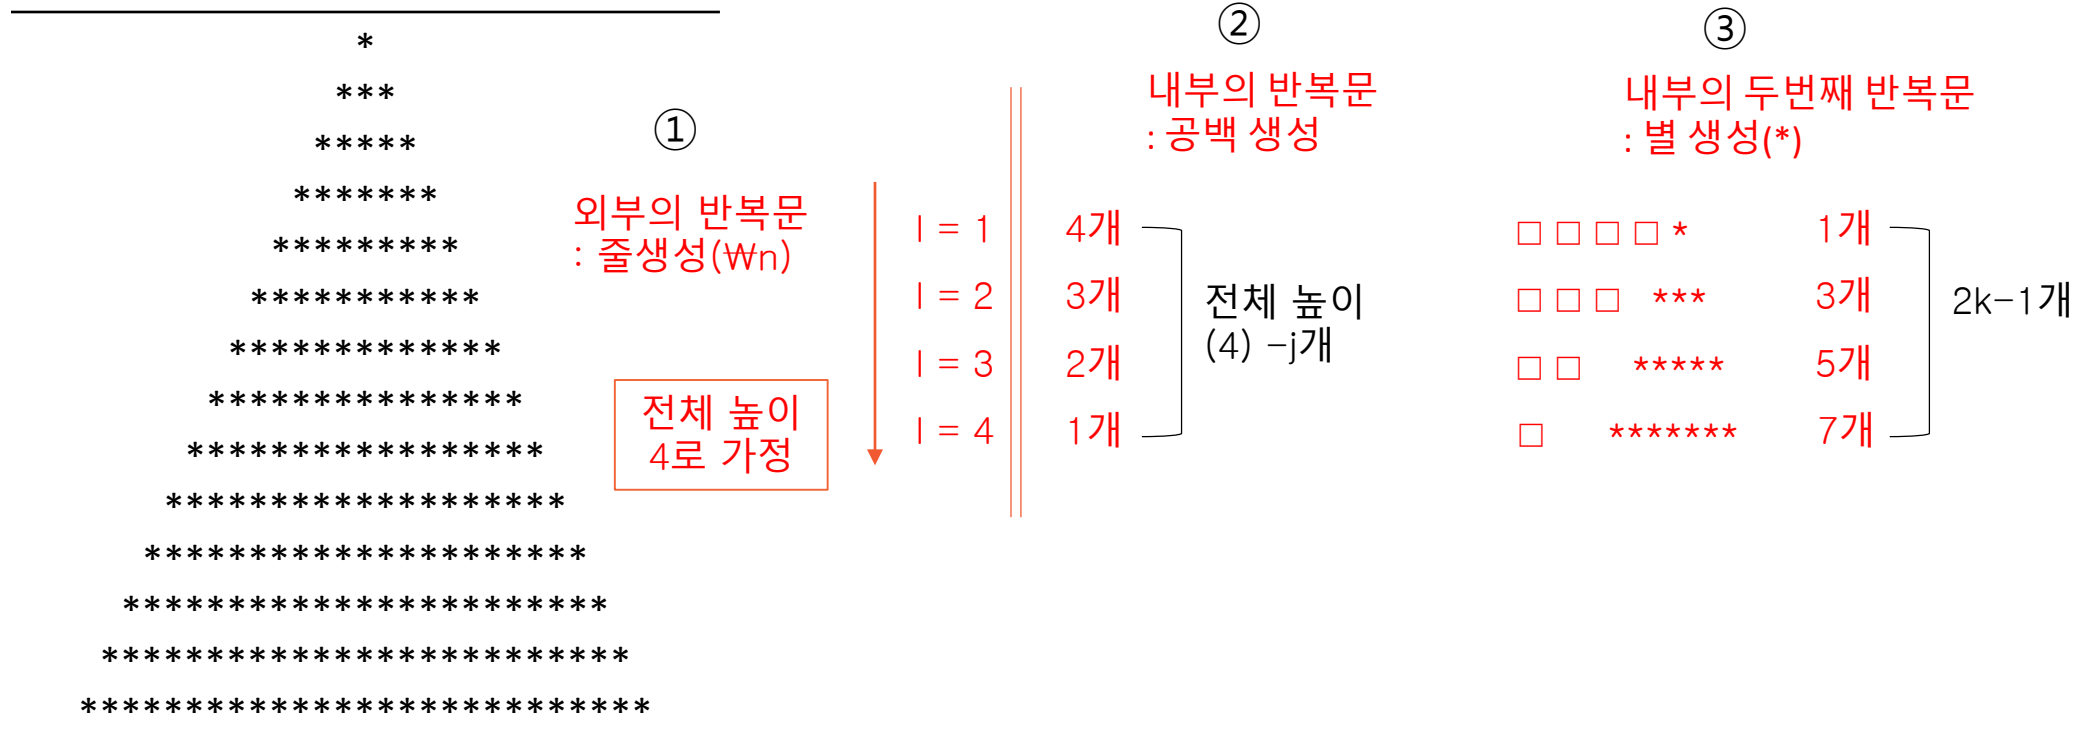 *
***
*****
*******
*********
***********
*************
***************
*****************
*******************
*********************
***********************
*************************
***************************
①
외부의 반복문
: 줄생성(₩n)
전체 높이
4로 가정
I = 1
I = 2
I = 3
I = 4
②
내부의 반복문
: 공백 생성
4개
3개
2개
1개
전체 높이
(4) -j개
③
내부의 두번째 반복문
: 별 생성(*)
□ □ □ □ * 1개
□ □ □ *** 3개
□ □ ***** 5개
□ ******* 7개
2k-1개